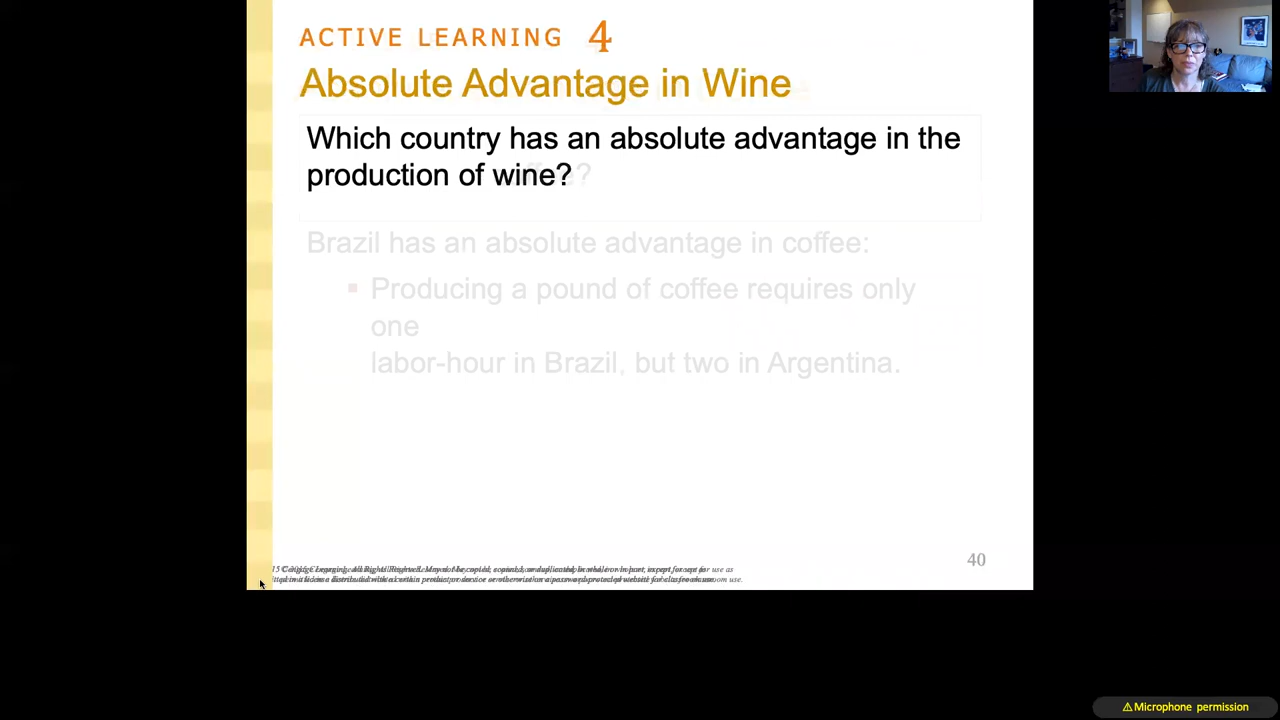 ACTIVE LEARNING 4
Absolute Advantage in Wine
Which country has an absolute advantage in the
production of wine?
Brazil has an absolute advantage in coffee:
▪ Producing a pound of coffee requires only
one
labor-hour in Brazil, but two in Argentina.
40
⚠Microphone permission